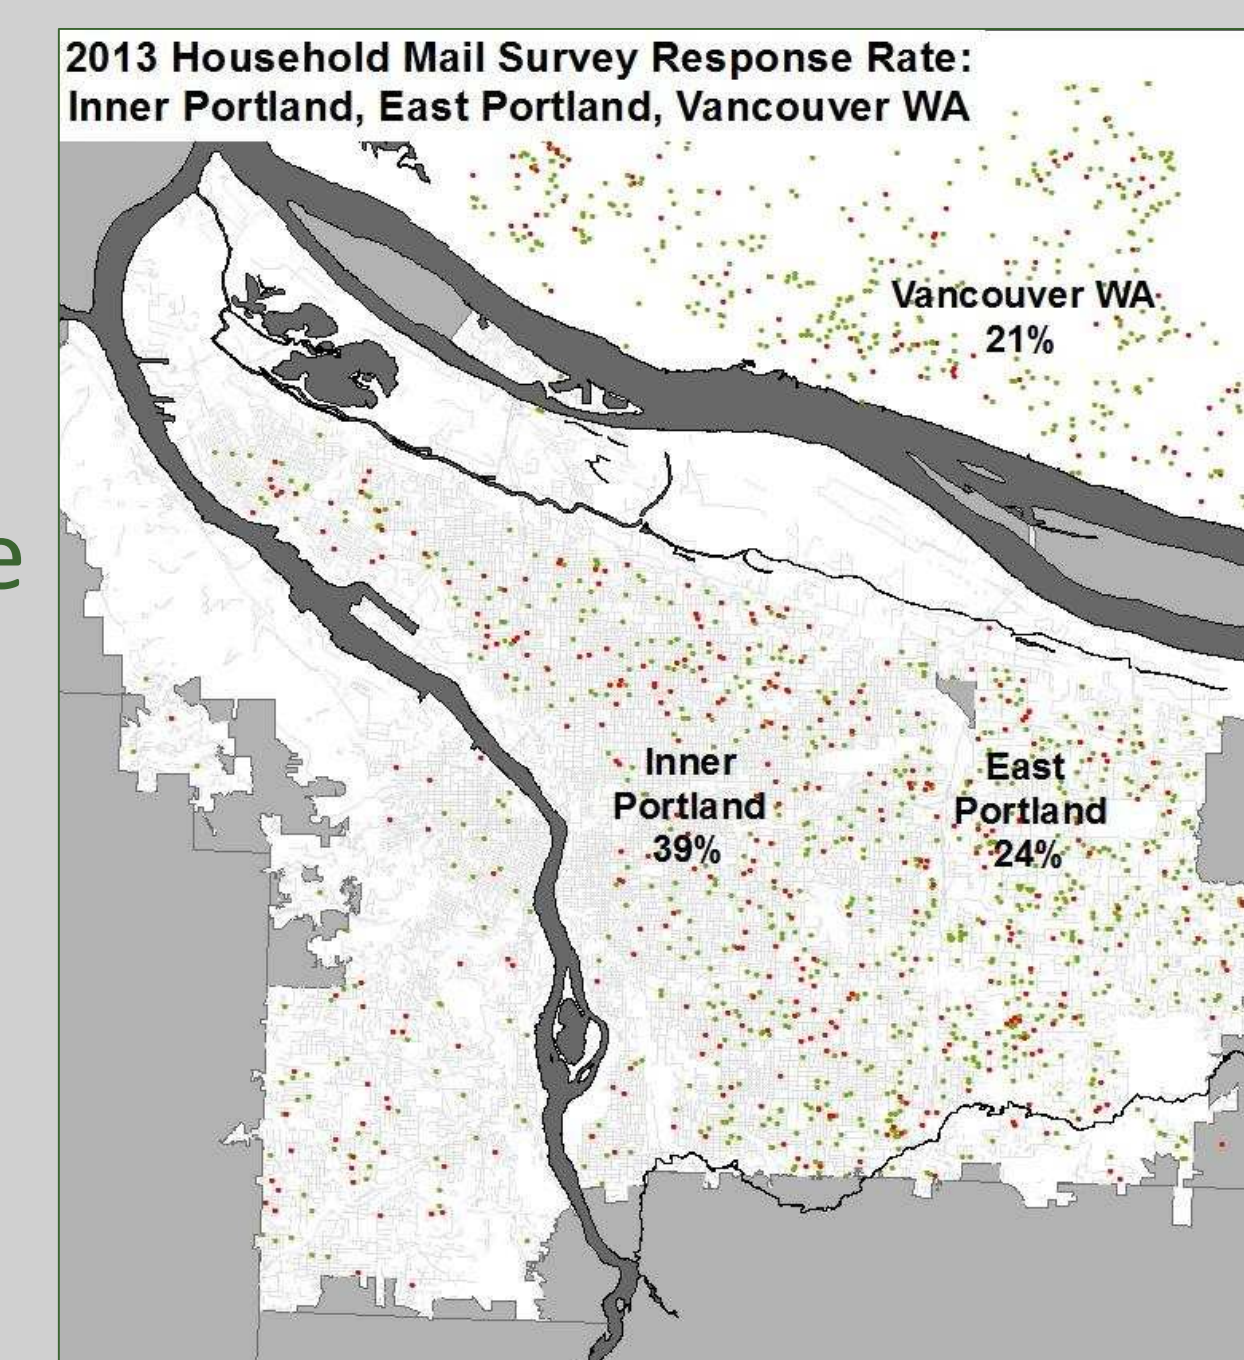 2013 Household Mail Survey Response Rate:
Inner Portland, East Portland, Vancouver WA
Vancouver WA
21%
e
Inner
Portland
39%
East
Portland
24%